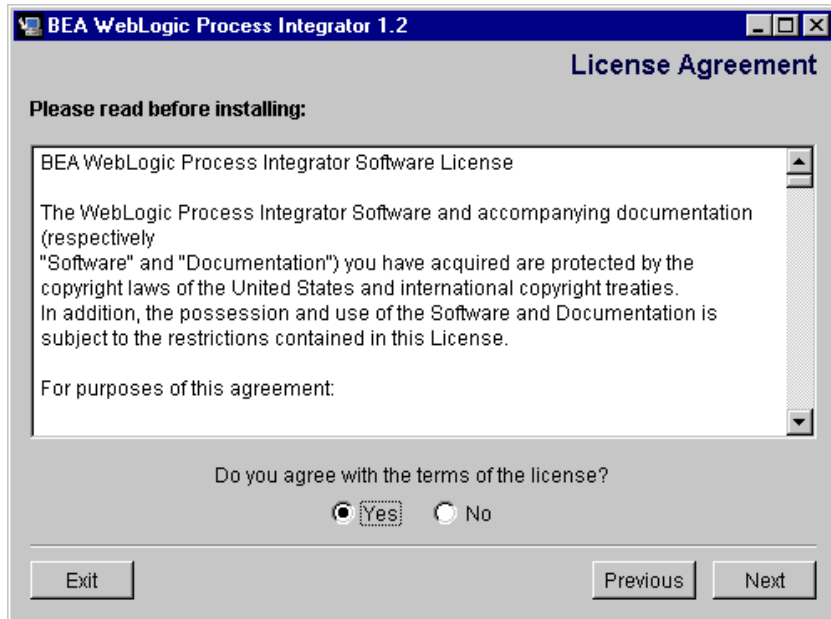 BEA WebLogic Process Integrator 1.2
License Agreement
Please read before installing:
BEA WebLogic Process Integrator Software License
The WebLogic Process Integrator Software and accompanying documentation
(respectively
"Software" and "Documentation") you have acquired are protected by the
copyright laws of the United States and international copyright treaties.
In addition, the possession and use of the Software and Documentation is
subject to the restrictions contained in this License.
For purposes of this agreement:
Do you agree with the terms of the license?
Yes No
Exit Previous Next